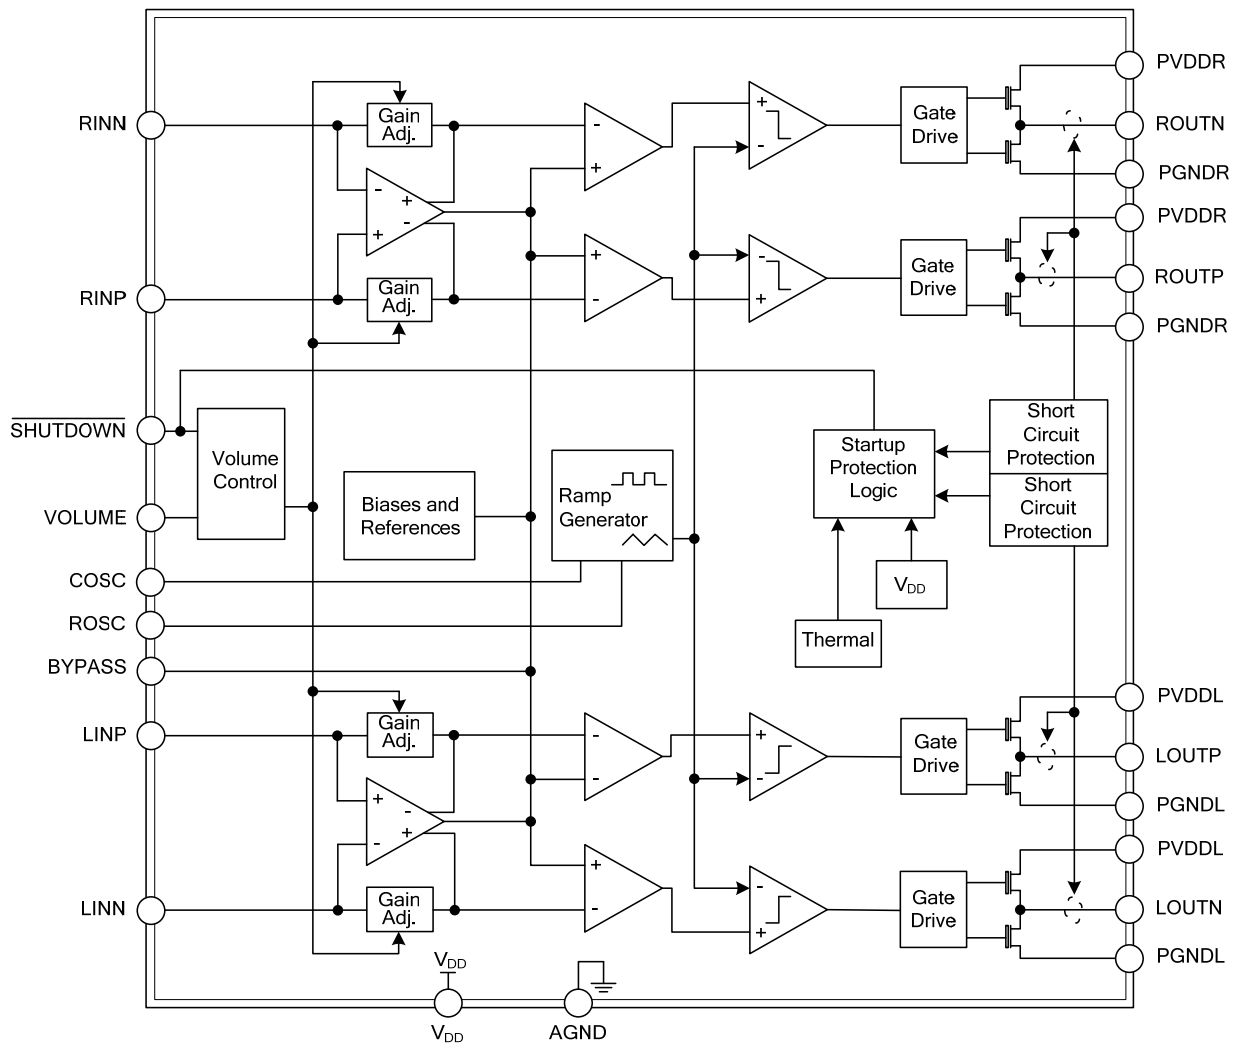 PVDDR
RINN
Gain
Adj.
-
+
+
-
Gate
Drive
ROUTN
PGNDR
-
+
-
+
PVDDR
+
-
-
+
Gate
Drive
ROUTP
RINP
Gain
Adj.
PGNDR
SHUTDOWN
Volume
Control
VOLUME
Biases and
References
Ramp
Generator
Startup
Protection
Logic
Short
Circuit
Protection
Short
Circuit
Protection
COSC
VDD
ROSC
Thermal
BYPASS
PVDDL
LINP
Gain
Adj.
-
-
+
-
Gate
Drive
LOUTP
+
-
+
-
PGNDL
PVDDL
+
-
-
+
Gate
Drive
LOUTN
LINN
Gain
Adj.
PGNDL
VDD
VDD
AGND